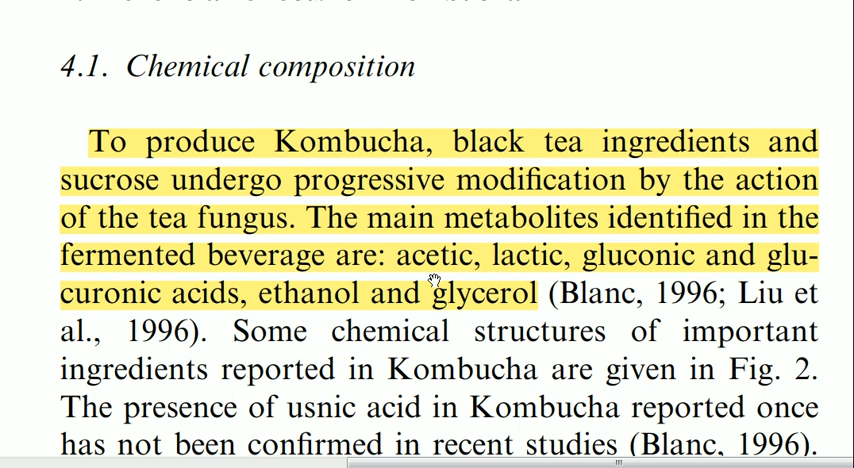 4.1. Chemical composition
To produce Kombucha, black tea ingredients and
sucrose undergo progressive modification by the action
of the tea fungus. The main metabolites identified in the
fermented beverage are: acetic, lactic, gluconic and glu-
curonic acids, ethanol and glycerol (Blanc, 1996; Liu et
al., 1996). Some chemical structures of important
ingredients reported in Kombucha are given in Fig. 2.
The presence of usnic acid in Kombucha reported once
has not been confirmed in recent studies (Blanc, 1996).